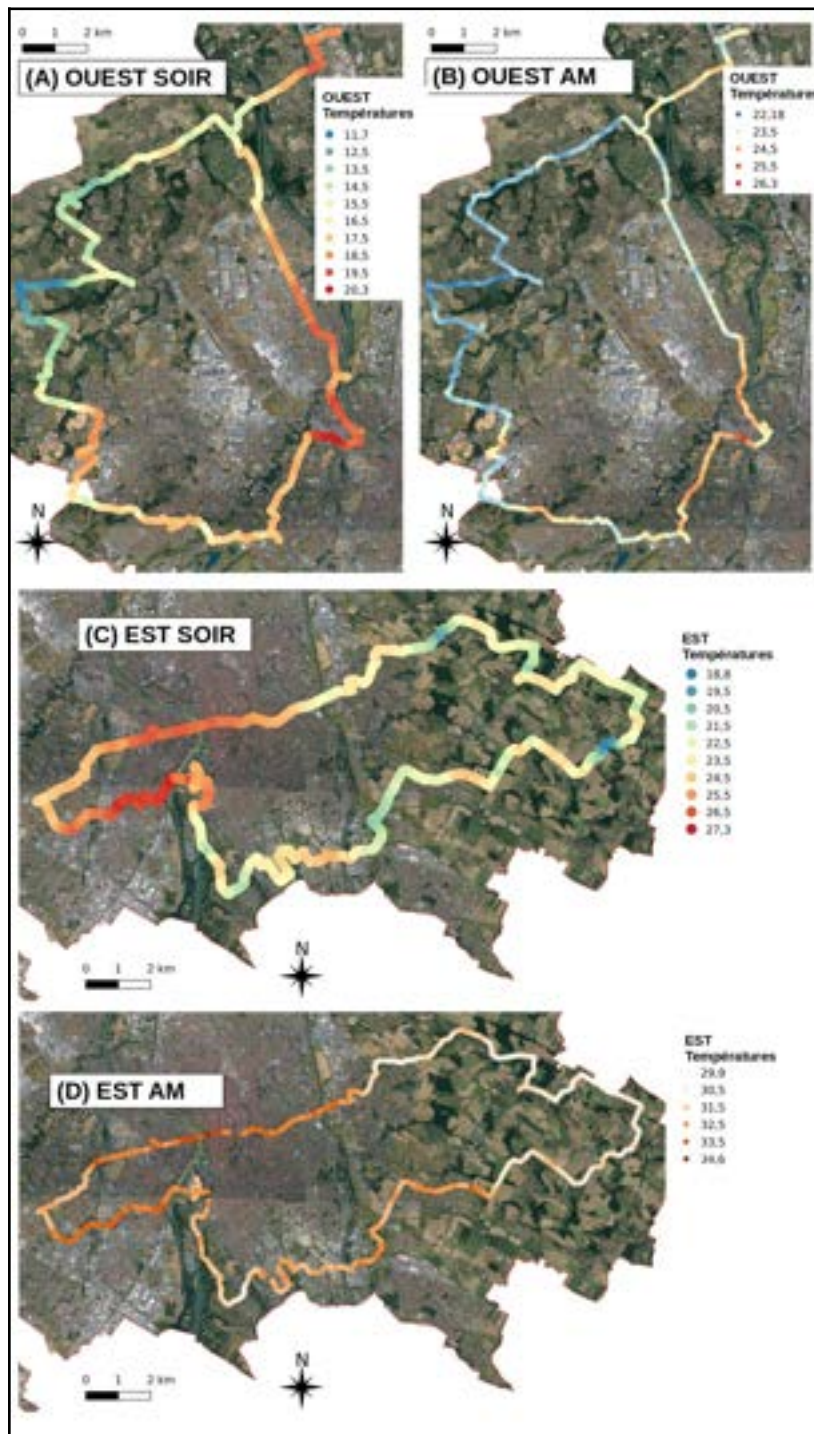 0 1 2 km
(A) OUEST SOIR
OUEST
Températures
11,7
12,5
13,5
14,5
15,5
16,5
17,5
18,5
19,5
20,3
N
0 1 2 km
(B) OUEST AM
OUEST
Températures
22,18
23,5
24,5
25,5
26,3
N
(C) EST SOIR
EST
Températures
18,8
19,5
20,5
21,5
22,5
23,5
24,5
25,5
26,5
27,3
0 1 2 km
N
(D) EST AM
EST
Températures
29,9
30,5
31,5
32,5
33,5
34,6
0 1 2 km
N